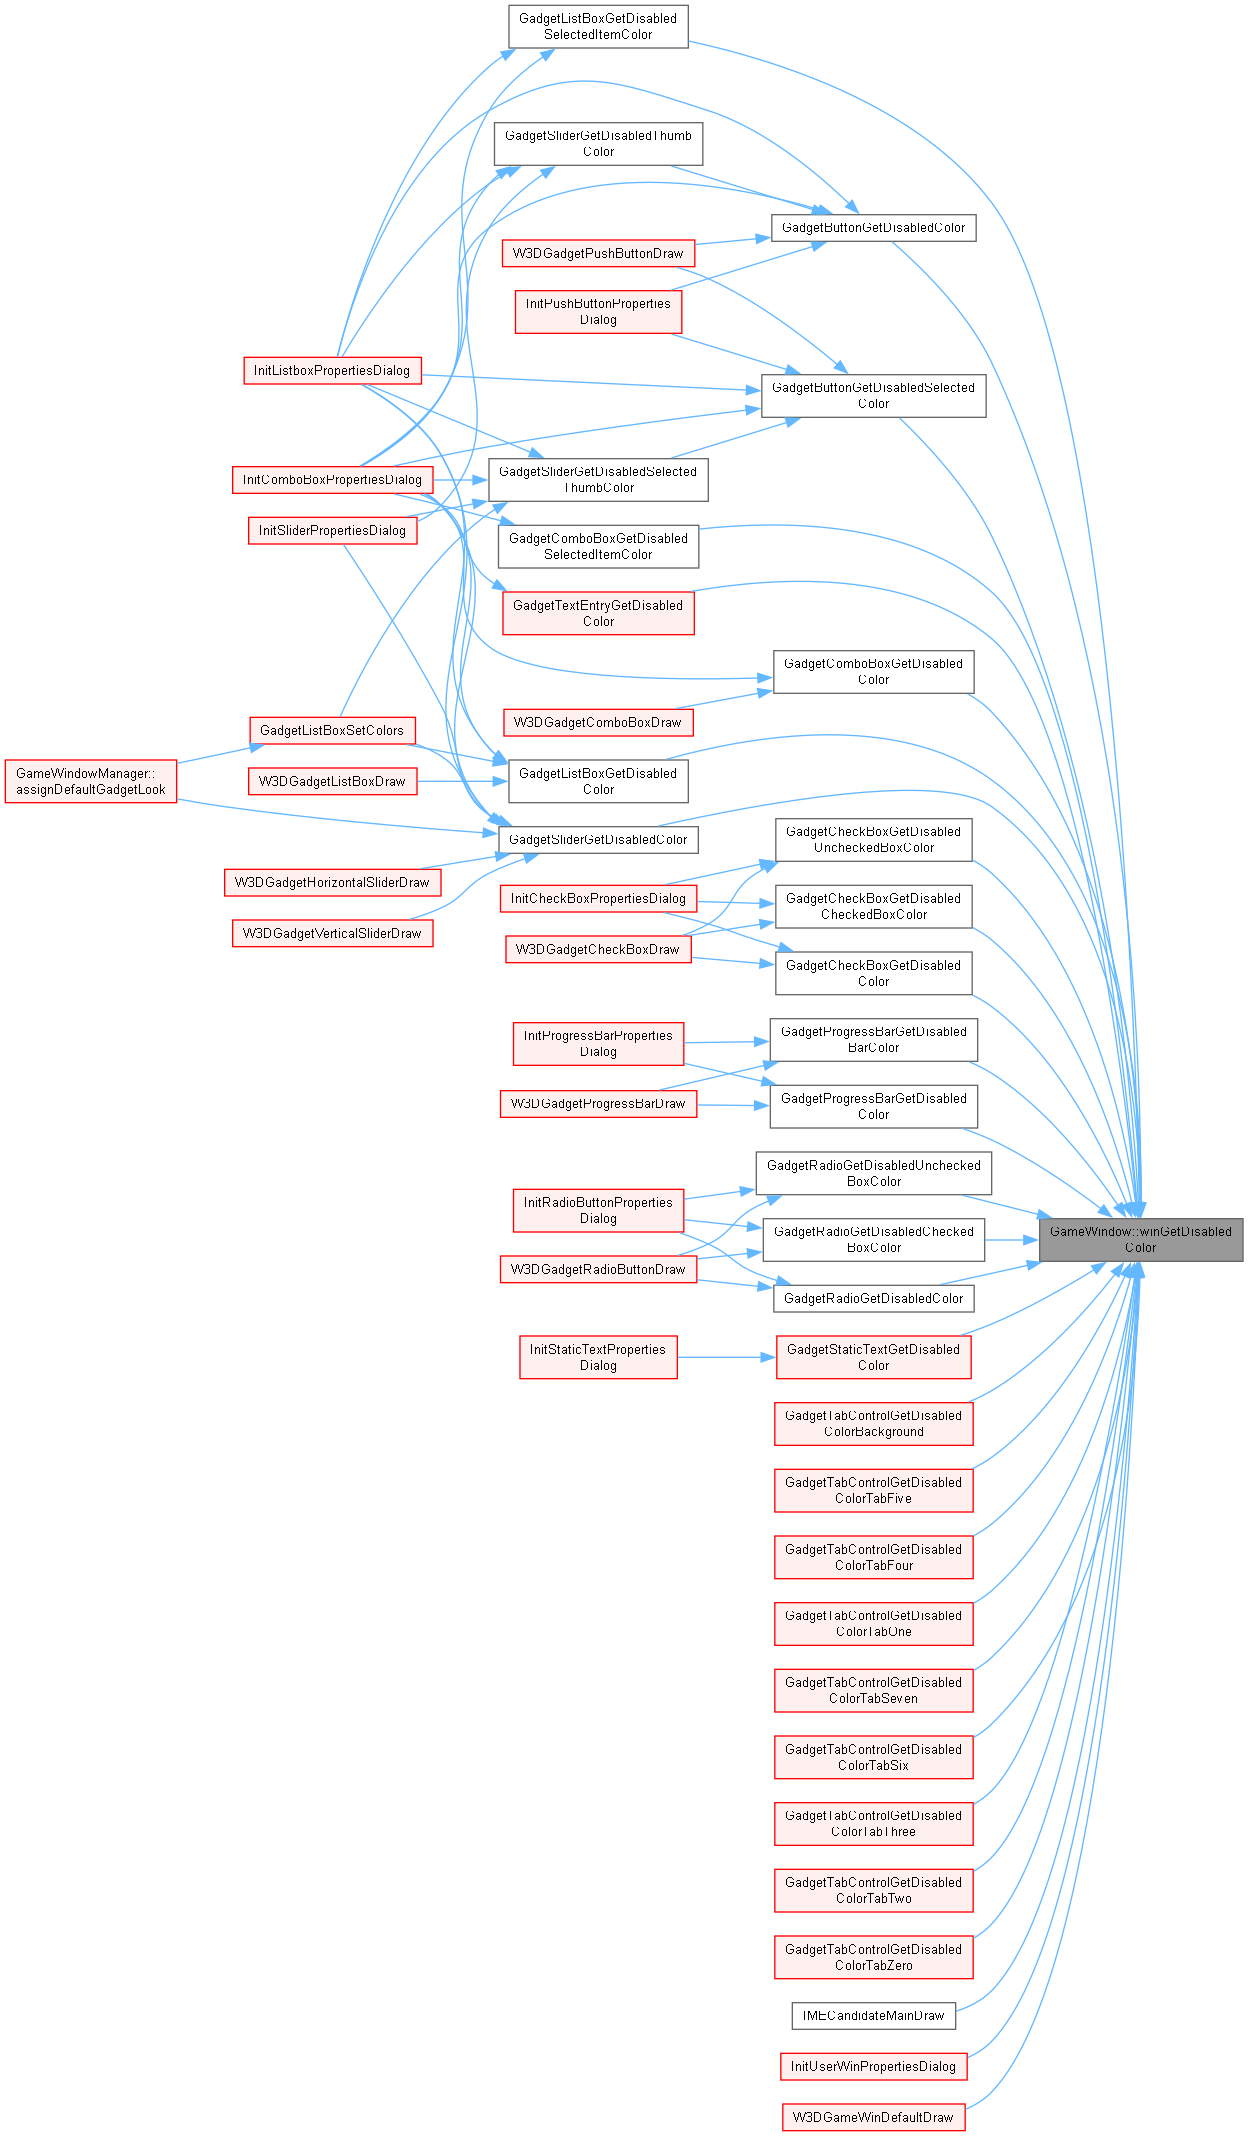 GadgetListBoxGetDisabled
SelectedItemColor
GadgetSliderGetDisabledThumb
Color
GadgetButtonGetDisabledColor
W3DGadgetPushButtonDraw
InitPushButtonProperties
Dialog
InitListboxPropertiesDialog
GadgetButtonGetDisabledSelected
Color
GadgetSliderGetDisabledSelected
ThumbColor
InitComboBoxPropertiesDialog
InitSliderPropertiesDialog
GadgetComboBoxGetDisabled
SelectedItemColor
GadgetTextEntryGetDisabled
Color
GadgetComboBoxGetDisabled
Color
W3DGadgetComboBoxDraw
GadgetListBoxSetColors
GameWindowManager::
assignDefaultGadgetLook
W3DGadgetListBoxDraw
GadgetListBoxGetDisabled
Color
GadgetSliderGetDisabledColor
GadgetCheckBoxGetDisabled
UncheckedBoxColor
W3DGadgetHorizontalSliderDraw
InitCheckBoxPropertiesDialog
GadgetCheckBoxGetDisabled
CheckedBoxColor
W3DGadgetVerticalSliderDraw
W3DGadgetCheckBoxDraw
GadgetCheckBoxGetDisabled
Color
InitProgressBarProperties
Dialog
GadgetProgressBarGetDisabled
BarColor
W3DGadgetProgressBarDraw
GadgetProgressBarGetDisabled
Color
GadgetRadioGetDisabledUnchecked
BoxColor
InitRadioButtonProperties
Dialog
GadgetRadioGetDisabledChecked
BoxColor
GameWindow::winGetDisabled
Color
W3DGadgetRadioButtonDraw
GadgetRadioGetDisabledColor
InitStaticTextProperties
Dialog
GadgetStaticTextGetDisabled
Color
GadgetTabControlGetDisabled
ColorBackground
GadgetTabControlGetDisabled
ColorTabFive
GadgetTabControlGetDisabled
ColorTabFour
GadgetTabControlGetDisabled
ColorTabOne
GadgetTabControlGetDisabled
ColorTabSeven
GadgetTabControlGetDisabled
ColorTabSix
GadgetTabControlGetDisabled
ColorTabThree
GadgetTabControlGetDisabled
ColorTabTwo
GadgetTabControlGetDisabled
ColorTabZero
IMECandidateMainDraw
InitUserWinPropertiesDialog
W3DGameWinDefaultDraw